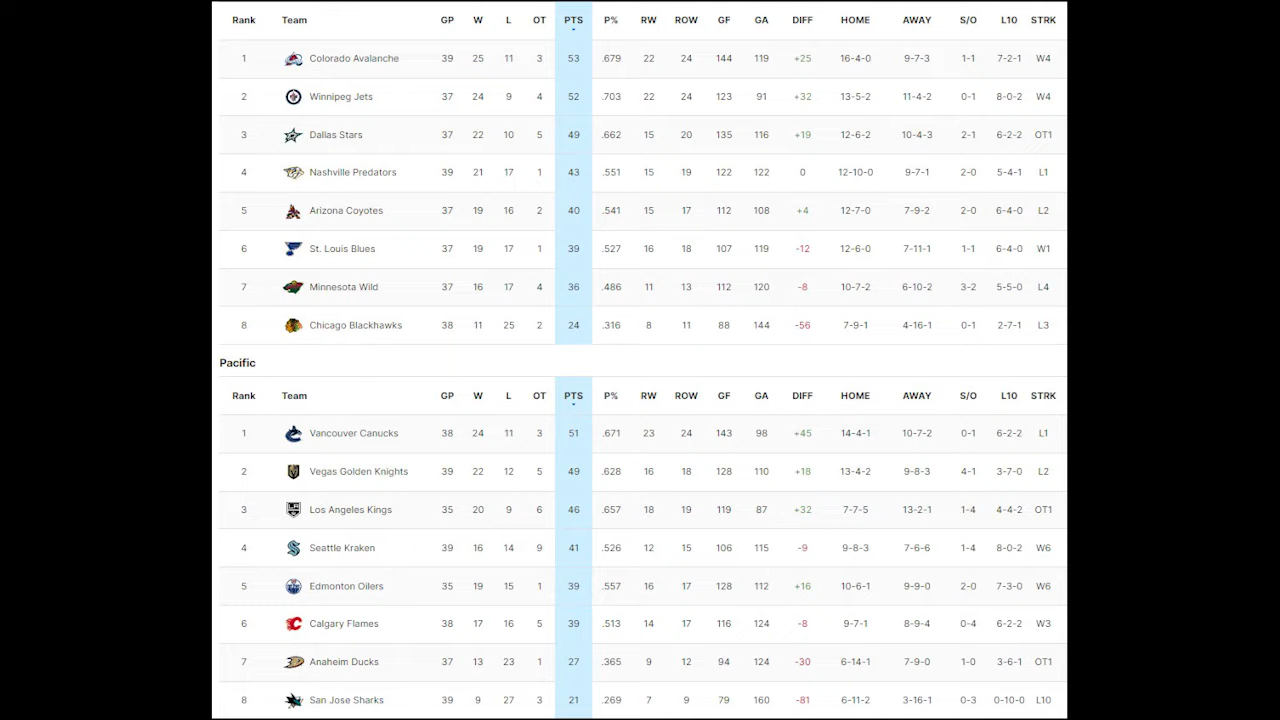 Rank Team GP W L OT PTS P% RW ROW GF GA DIFF HOME AWAY S/O L10 STRK
1 Colorado Avalanche 39 25 11 3 53 .679 22 24 144 119 +25 16-4-0 9-7-3 1-1 7-2-1 W4
2 Winnipeg Jets 37 24 9 4 52 .703 22 24 123 91 +32 13-5-2 11-4-2 0-1 8-0-2 W4
3 Dallas Stars 37 22 10 5 49 .662 15 20 135 116 +19 12-6-2 10-4-3 2-1 6-2-2 OT1
4 Nashville Predators 39 21 17 1 43 .551 15 19 122 122 0 12-10-0 9-7-1 2-0 5-4-1 L1
5 Arizona Coyotes 37 19 16 2 40 .541 15 17 112 108 +4 12-7-0 7-9-2 2-0 6-4-0 L2
6 St. Louis Blues 37 19 17 1 39 .527 16 18 107 119 -12 12-6-0 7-11-1 1-1 6-4-0 W1
7 Minnesota Wild 37 16 17 4 36 .486 11 13 112 120 -8 10-7-2 6-10-2 3-2 5-5-0 L4
8 Chicago Blackhawks 38 11 25 2 24 .316 8 11 88 144 -56 7-9-1 4-16-1 0-1 2-7-1 L3
Pacific
Rank Team GP W L OT PTS P% RW ROW GF GA DIFF HOME AWAY S/O L10 STRK
1 Vancouver Canucks 38 24 11 3 51 .671 23 24 143 98 +45 14-4-1 10-7-2 0-1 6-2-2 L1
2 Vegas Golden Knights 39 22 12 5 49 .628 16 18 128 110 +18 13-4-2 9-8-3 4-1 3-7-0 L2
3 Los Angeles Kings 35 20 9 6 46 .657 18 19 119 87 +32 7-7-5 13-2-1 1-4 4-4-2 OT1
4 Seattle Kraken 39 16 14 9 41 .526 12 15 106 115 -9 9-8-3 7-6-6 1-4 8-0-2 W6
5 Edmonton Oilers 35 19 15 1 39 .557 16 17 128 112 +16 10-6-1 9-9-0 2-0 7-3-0 W6
6 Calgary Flames 38 17 16 5 39 .513 14 17 116 124 -8 9-7-1 8-9-4 0-4 6-2-2 W3
7 Anaheim Ducks 37 13 23 1 27 .365 9 12 94 124 -30 6-14-1 7-9-0 1-0 3-6-1 OT1
8 San Jose Sharks 39 9 27 3 21 .269 7 9 79 160 -81 6-11-2 3-16-1 0-3 0-10-0 L10